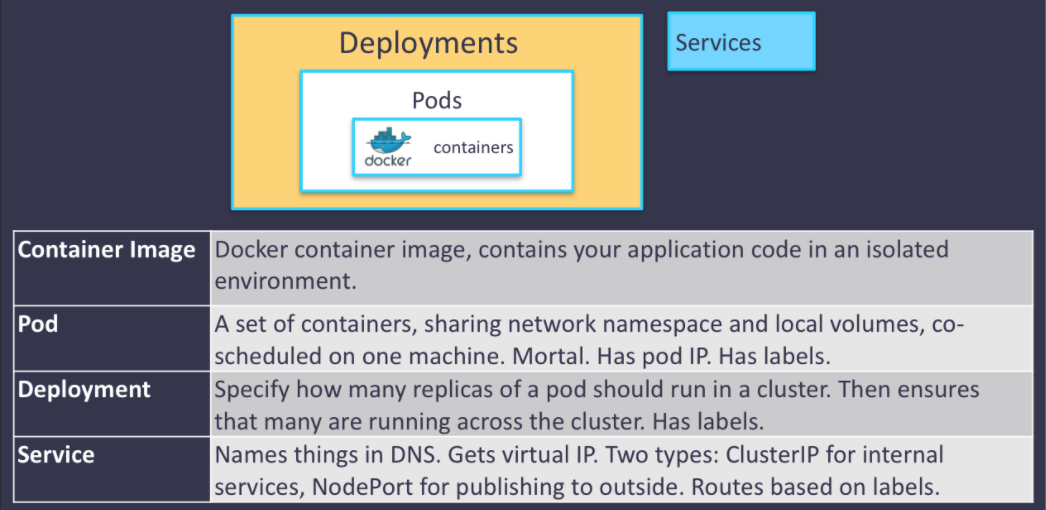 Deployments
Services
Pods
docker
containers
Container Image
Docker container image, contains your application code in an isolated
environment.
Pod
A set of containers, sharing network namespace and local volumes, co-
scheduled on one machine. Mortal. Has pod IP. Has labels.
Deployment
Specify how many replicas of a pod should run in a cluster. Then ensures
that many are running across the cluster. Has labels.
Service
Names things in DNS. Gets virtual IP. Two types: ClusterIP for internal
services, NodePort for publishing to outside. Routes based on labels.